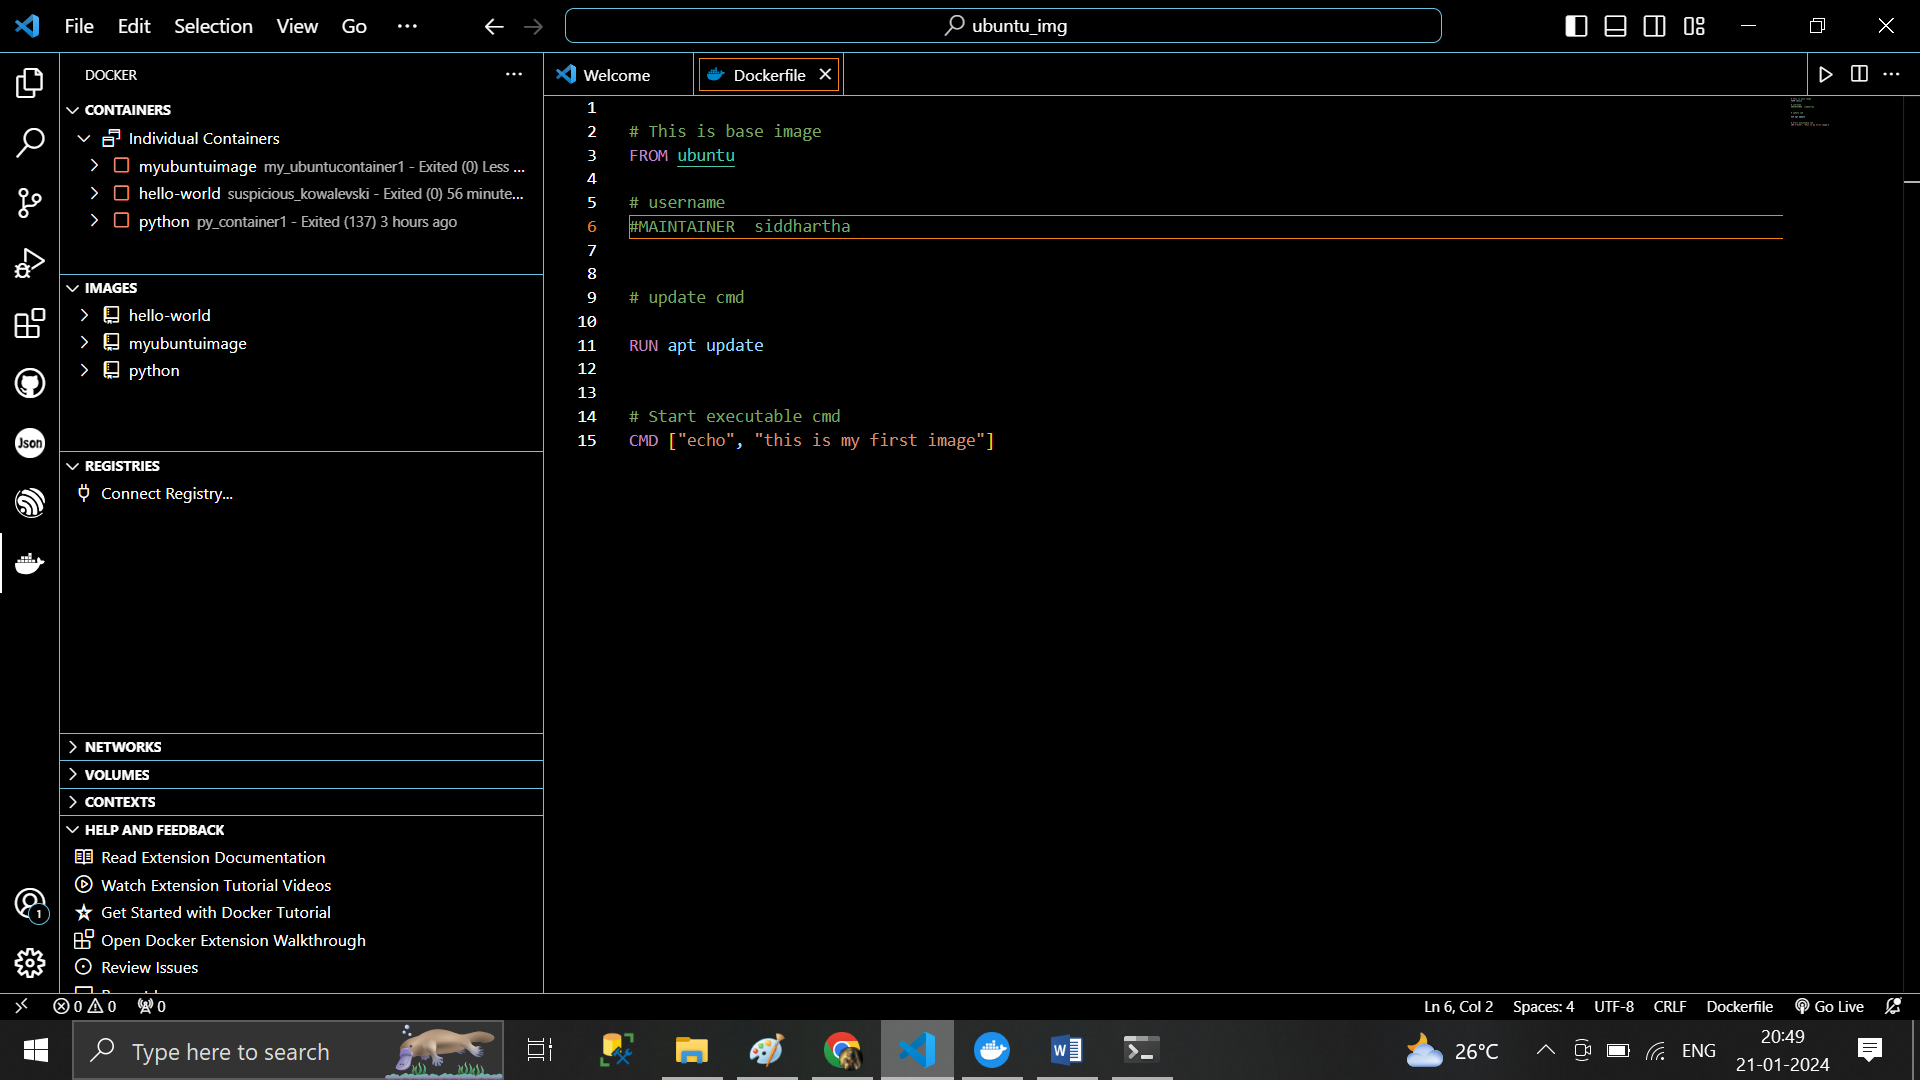 File Edit Selection View Go ···
ubuntu_img
DOCKER
CONTAINERS
Individual Containers
myubuntuimage my_ubuntucontainer1 - Exited (0) Less ...
hello-world suspicious_kowalevski - Exited (0) 56 minute...
python py_container1 - Exited (137) 3 hours ago
IMAGES
hello-world
myubuntuimage
python
REGISTRIES
Connect Registry...
NETWORKS
VOLUMES
CONTEXTS
HELP AND FEEDBACK
Read Extension Documentation
Watch Extension Tutorial Videos
Get Started with Docker Tutorial
Open Docker Extension Walkthrough
Review Issues
Json
1
Welcome Dockerfile
1
2 # This is base image
3 FROM ubuntu
4
5 # username
6 #MAINTAINER  siddhartha
7
8
9 # update cmd
10
11 RUN apt update
12
13
14 # Start executable cmd
15 CMD ["echo", "this is my first image"]
0 0 0
Ln 6, Col 2 Spaces: 4 UTF-8 CRLF Dockerfile Go Live
Type here to search
26°C
ENG
20:49
21-01-2024